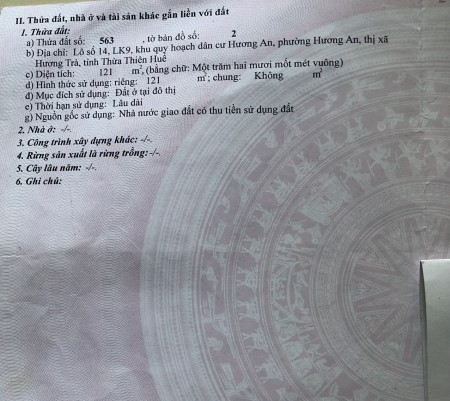 II. Thửa đất, nhà ở và tài sản khác gắn liền với đất
1. Thửa đất:
a) Thửa đất số: 563 , tờ bản đồ số: 2
b) Địa chỉ: Lô số 14, LK9, khu quy hoạch dân cư Hương An, phường Hương An, thị xã
Hương Trà, tỉnh Thừa Thiên Huế
c) Diện tích: 121 m², (bằng chữ: Một trăm hai mươi mốt mét vuông)
d) Hình thức sử dụng: riêng: 121 m²; chung: Không m²
đ) Mục đích sử dụng: Đất ở tại đô thị
e) Thời hạn sử dụng: Lâu dài
g) Nguồn gốc sử dụng: Nhà nước giao đất có thu tiền sử dụng đất
2. Nhà ở: -/-.
3. Công trình xây dựng khác: -/-.
4. Rừng sản xuất là rừng trồng: -/-.
5. Cây lâu năm: -/-.
6. Ghi chú: